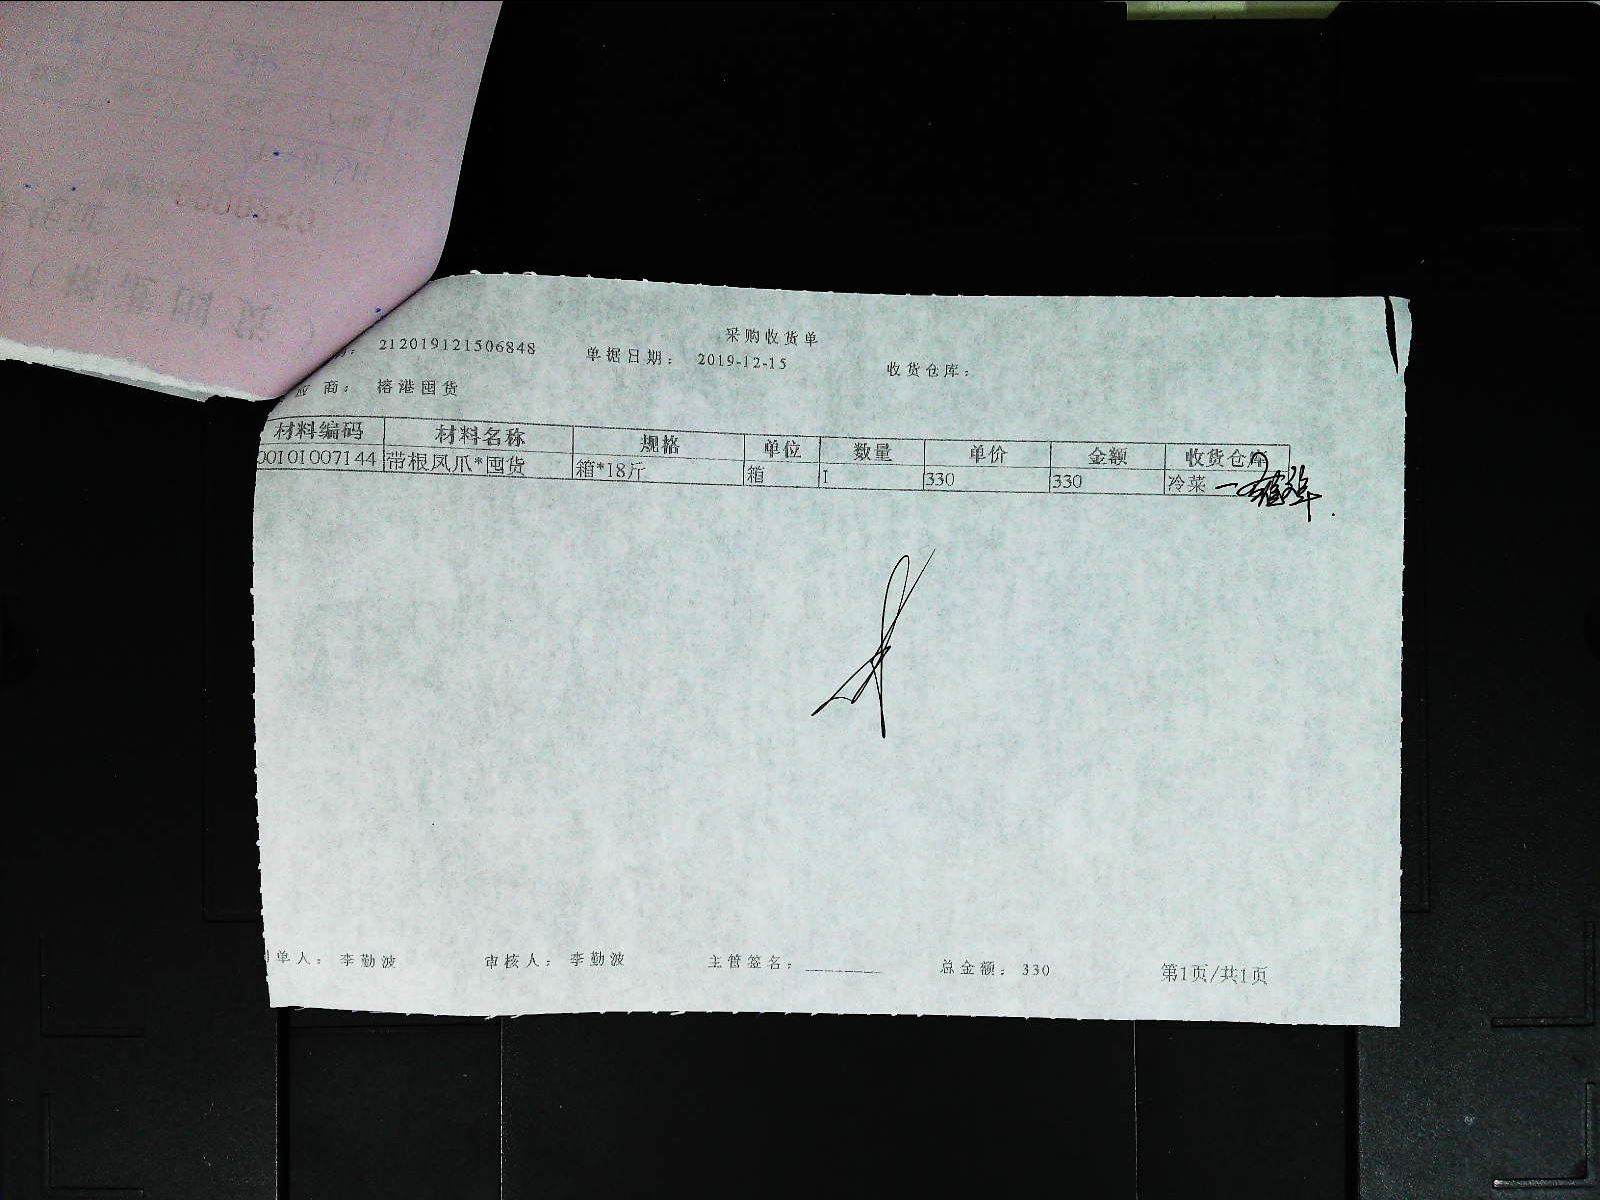 采购收货单
212019121506848 单据日期： 2019-12-15 收货仓库：
应 商： 榕港囤货
材料编码 材料名称 规格 单位 数量 单价 金额 收货仓库
00101007144 带根凤爪*囤货 箱*18斤 箱 1 330 330 冷菜
单人： 李勤波 审核人： 李勤波 主管签名：________ 总金额： 330 第1页/共1页